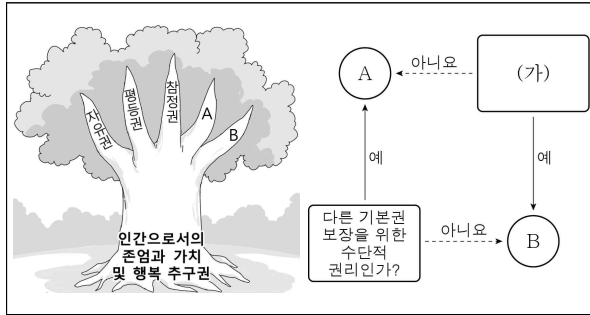 자유권
평등권
참정권
A
B
인간으로서의
존엄과 가치
및 행복 추구권
A
아니요
(가)
예
예
다른 기본권
보장을 위한
수단적
권리인가?
아니요
B